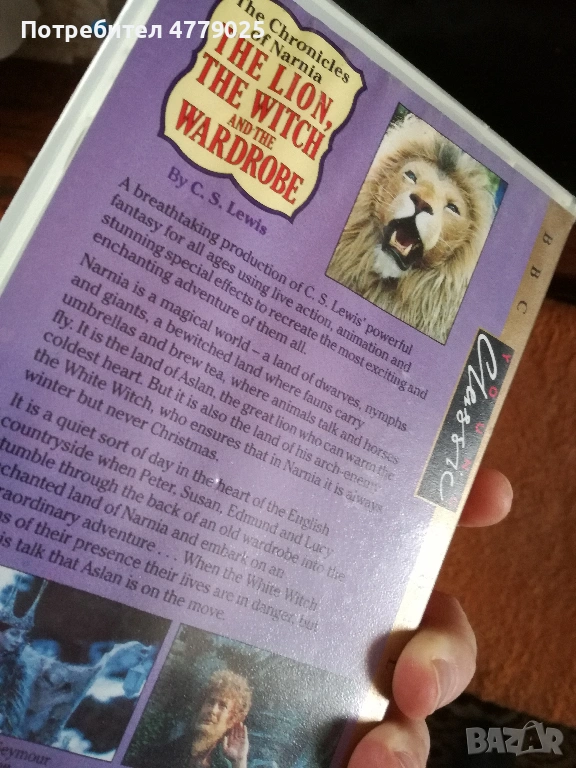 Потребител 4779025
The Chronicles
of Narnia
THE LION,
THE WITCH
AND THE
WARDROBE
By C. S. Lewis
A breathtaking production of C. S. Lewis' powerful
fantasy for all ages using live action, animation and
stunning special effects to recreate the most exciting and
enchanting adventure of them all.
Narnia is a magical world – a land of dwarves, nymphs
and giants, a bewitched land where fauns carry
umbrellas and brew tea, where animals talk and horses
fly. It is the land of Aslan, the great lion who can warm the
coldest heart. But it is also the land of his arch-enemy,
the White Witch, who ensures that in Narnia it is always
winter but never Christmas.
It is a quiet sort of day in the heart of the English
countryside when Peter, Susan, Edmund and Lucy
tumble through the back of an old wardrobe into the
nchanted land of Narnia and embark on an
raordinary adventure . . . When the White Witch
ns of their presence their lives are in danger, but
is talk that Aslan is on the move.
BBC
YOUNG
Classic
eymour
BAZAR